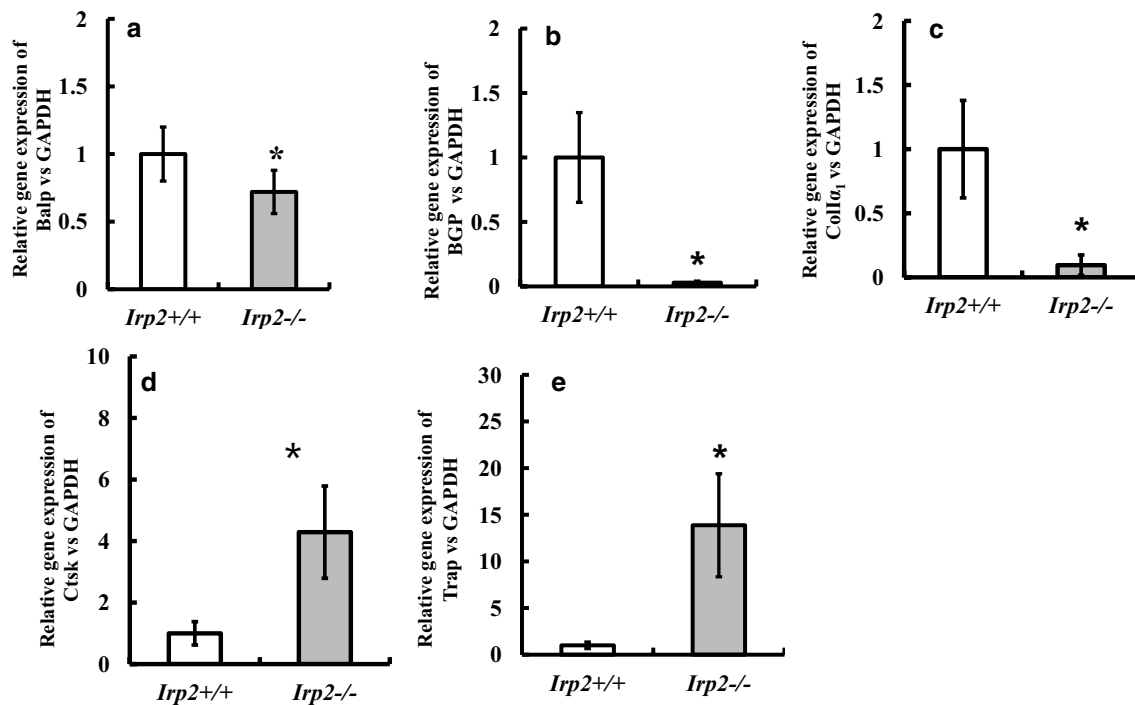 a
Relative gene expression of
Balp vs GAPDH
2
1.5
1
0.5
0
*
Irp2+/+ Irp2-/-
b
Relative gene expression of
BGP vs GAPDH
2
1.5
1
0.5
0
*
Irp2+/+ Irp2-/-
c
Relative gene expression of
ColIα₁ vs GAPDH
2
1.5
1
0.5
0
*
Irp2+/+ Irp2-/-
d
Relative gene expression of
Ctsk vs GAPDH
10
8
6
4
2
0
*
Irp2+/+ Irp2-/-
e
Relative gene expression of
Trap vs GAPDH
30
25
20
15
10
5
0
*
Irp2+/+ Irp2-/-